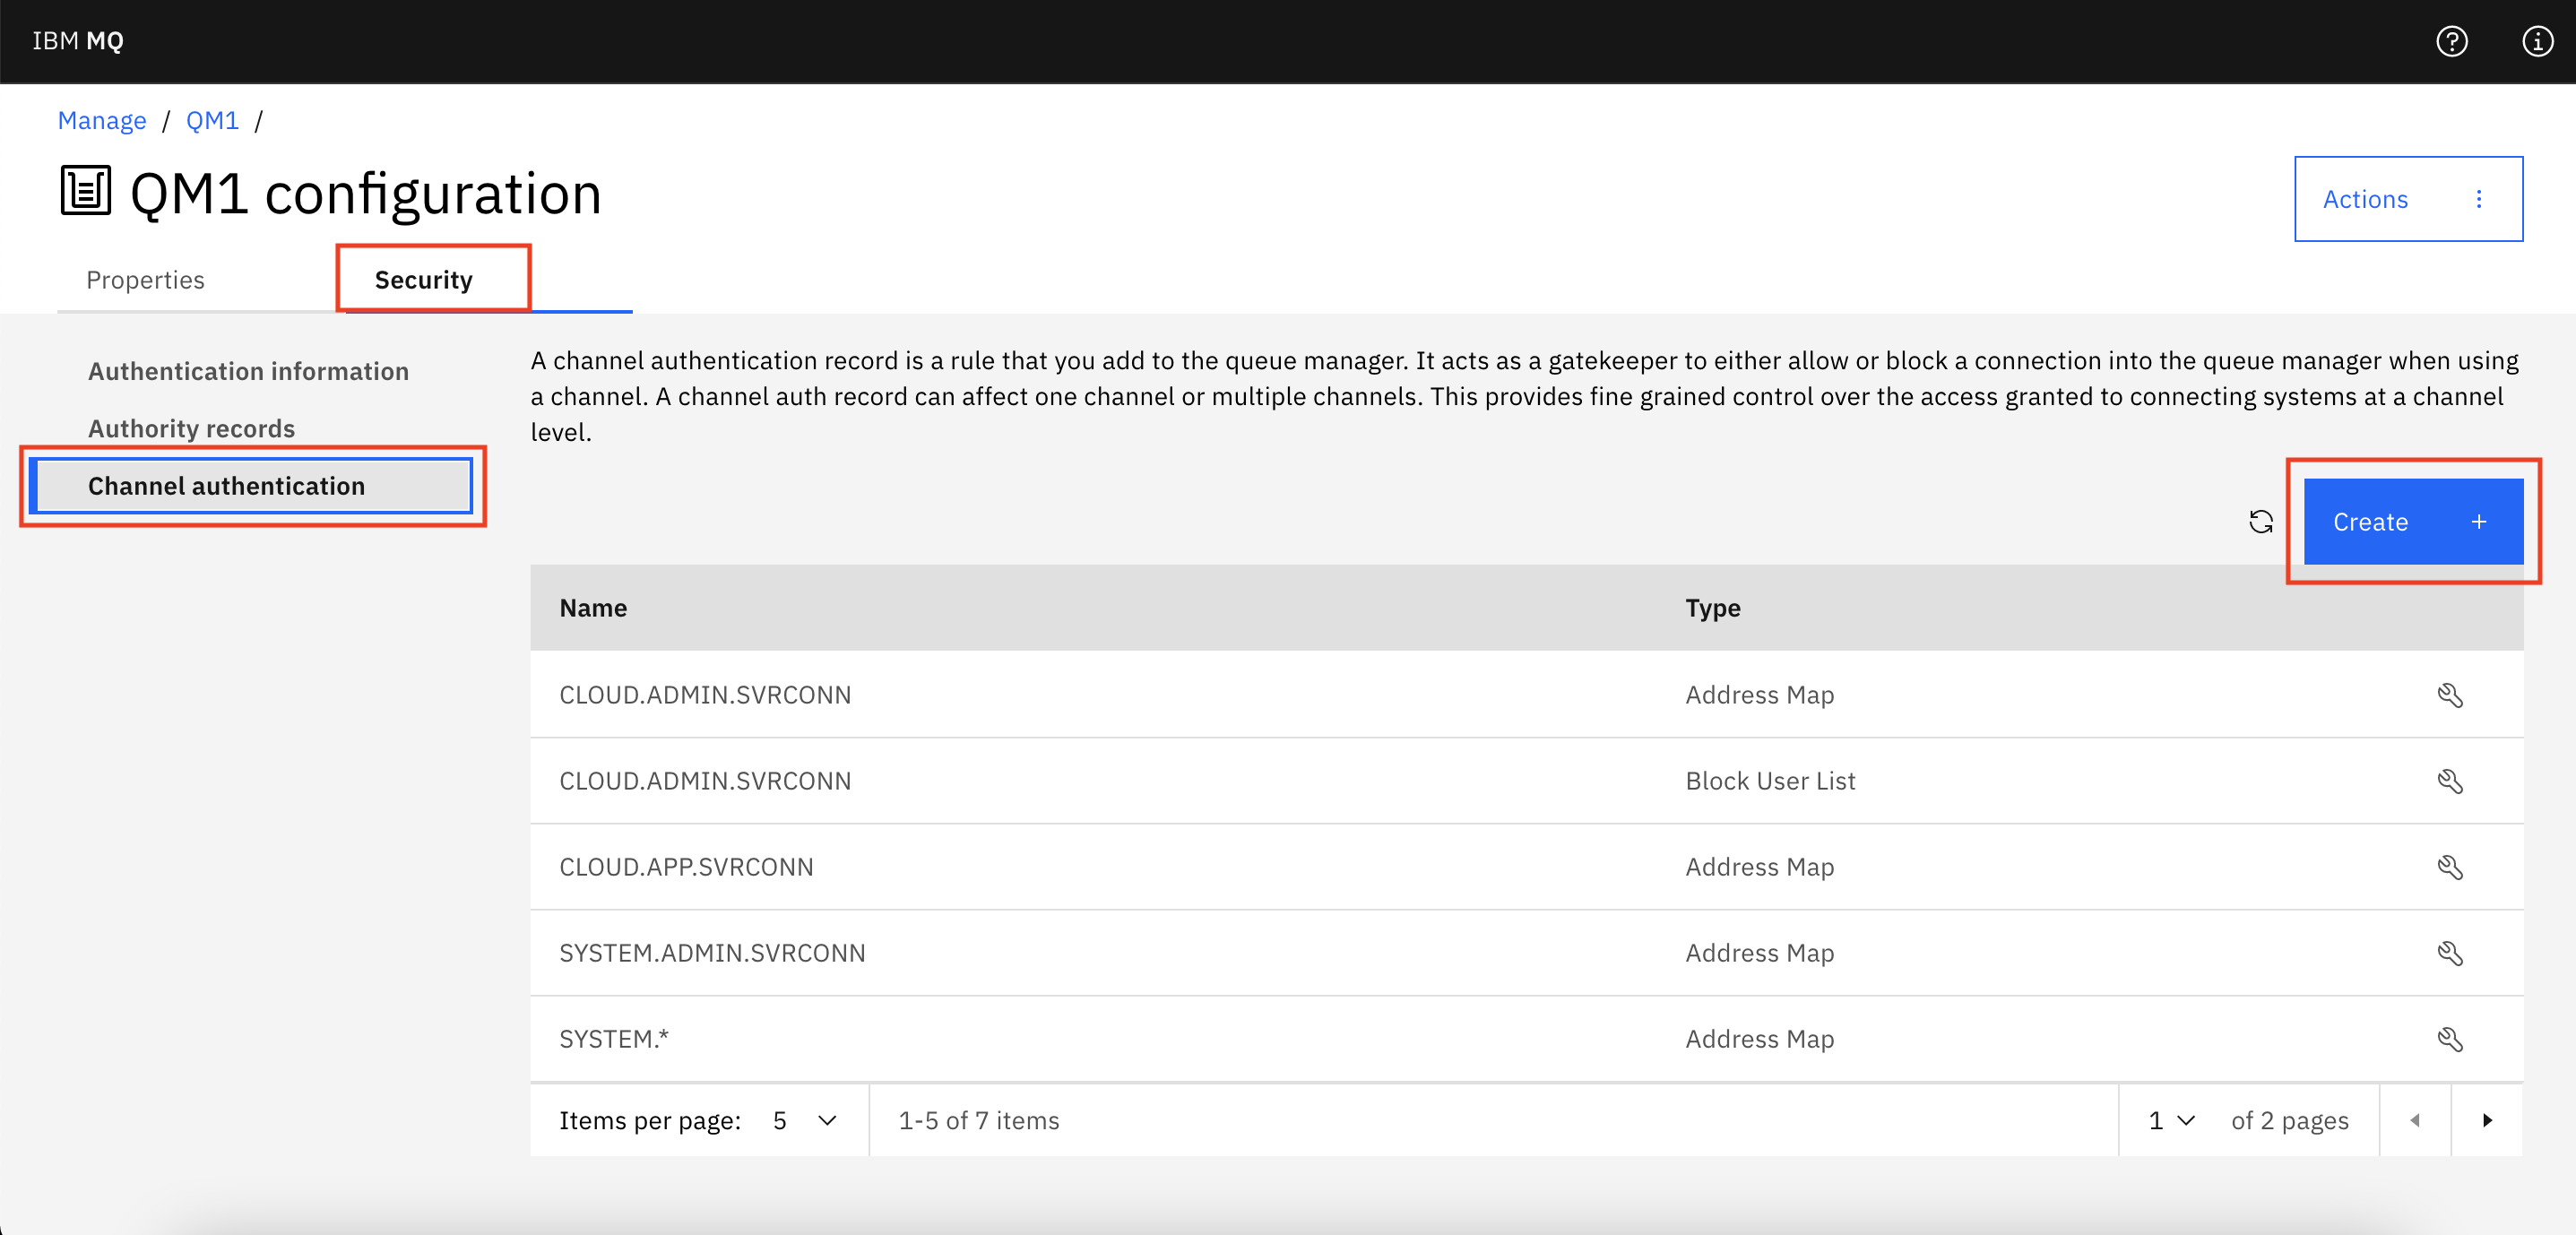 IBM MQ
Manage / QM1 /
QM1 configuration
Actions
Properties
Security
Authentication information
Authority records
Channel authentication
A channel authentication record is a rule that you add to the queue manager. It acts as a gatekeeper to either allow or block a connection into the queue manager when using
a channel. A channel auth record can affect one channel or multiple channels. This provides fine grained control over the access granted to connecting systems at a channel
level.
Create +
Name Type
CLOUD.ADMIN.SVRCONN Address Map
CLOUD.ADMIN.SVRCONN Block User List
CLOUD.APP.SVRCONN Address Map
SYSTEM.ADMIN.SVRCONN Address Map
SYSTEM.* Address Map
Items per page: 5 1-5 of 7 items 1 of 2 pages